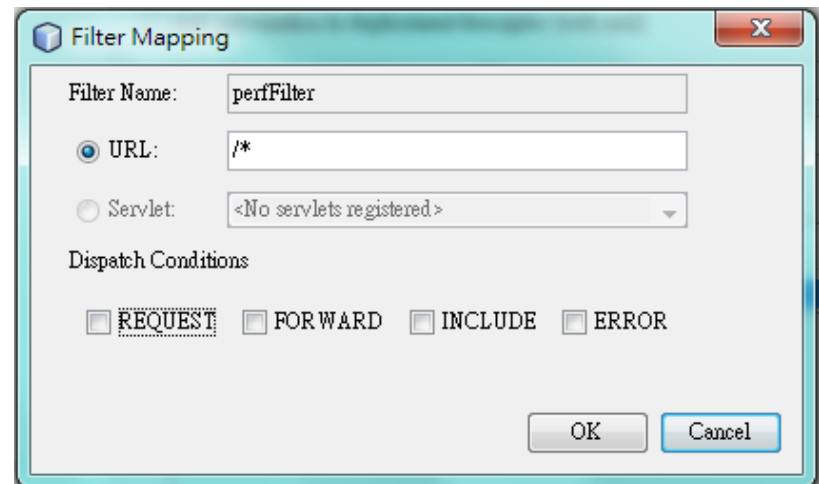 Filter Mapping
Filter Name: perfFilter
URL: /*
Servlet: <No servlets registered>
Dispatch Conditions
REQUEST FORWARD INCLUDE ERROR
OK Cancel